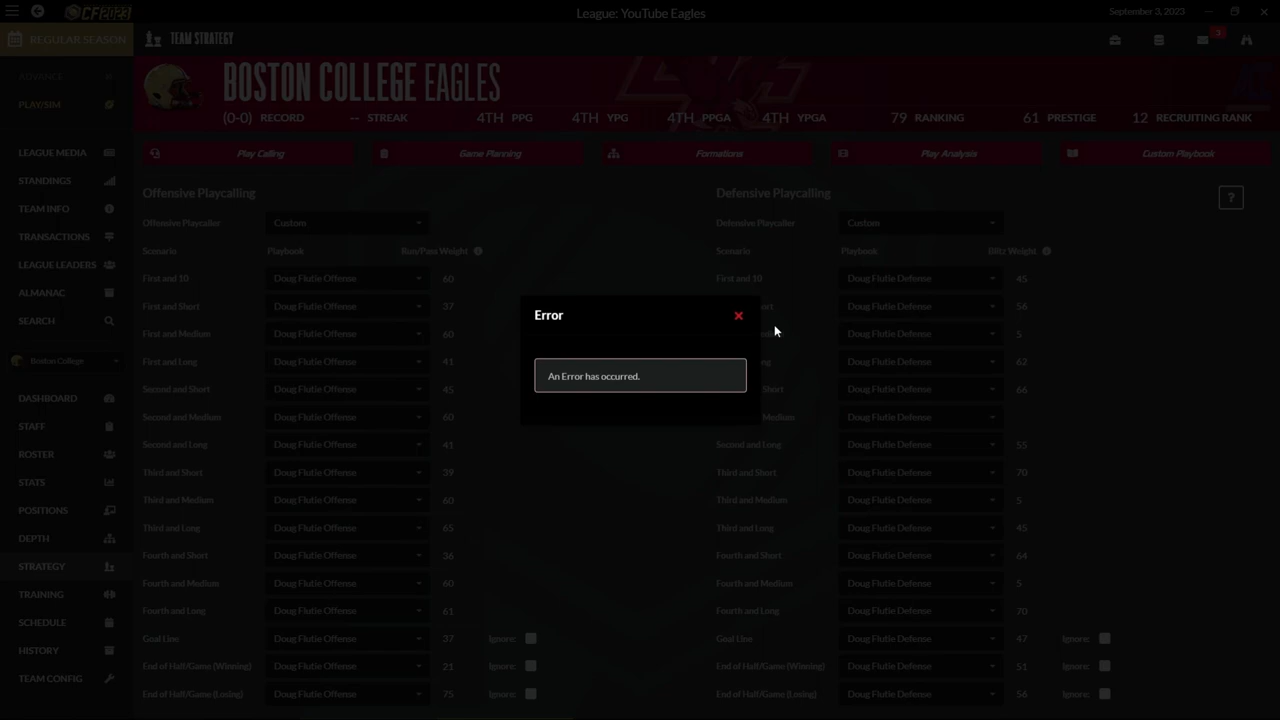 CF2023 League: YouTube Eagles September 3, 2023
REGULAR SEASON TEAM STRATEGY 3
ADVANCE
PLAY/SIM
BOSTON COLLEGE EAGLES
(0-0) RECORD -- STREAK 4TH PPG 4TH YPG 4TH PPGA 4TH YPGA 79 RANKING 61 PRESTIGE 12 RECRUITING RANK
Play Calling Game Planning Formations Play Analysis Custom Playbook
LEAGUE MEDIA
STANDINGS
TEAM INFO
TRANSACTIONS
LEAGUE LEADERS
ALMANAC
SEARCH
Boston College
DASHBOARD
STAFF
ROSTER
STATS
POSITIONS
DEPTH
STRATEGY
TRAINING
SCHEDULE
HISTORY
TEAM CONFIG
Offensive Playcalling
Offensive Playcaller Custom
Scenario Playbook Run/Pass Weight
First and 10 Doug Flutie Offense 60
First and Short Doug Flutie Offense 37
First and Medium Doug Flutie Offense 60
First and Long Doug Flutie Offense 41
Second and Short Doug Flutie Offense 45
Second and Medium Doug Flutie Offense 60
Second and Long Doug Flutie Offense 41
Third and Short Doug Flutie Offense 39
Third and Medium Doug Flutie Offense 60
Third and Long Doug Flutie Offense 65
Fourth and Short Doug Flutie Offense 36
Fourth and Medium Doug Flutie Offense 60
Fourth and Long Doug Flutie Offense 61
Goal Line Doug Flutie Offense 37 Ignore:
End of Half/Game (Winning) Doug Flutie Offense 21 Ignore:
End of Half/Game (Losing) Doug Flutie Offense 75 Ignore:
Error
An Error has occurred.
Defensive Playcalling
?
Defensive Playcaller Custom
Scenario Playbook Blitz Weight
First and 10 Doug Flutie Defense 45
Doug Flutie Defense 56
Doug Flutie Defense 5
Doug Flutie Defense 62
Short Doug Flutie Defense 66
Medium Doug Flutie Defense
Second and Long Doug Flutie Defense 55
Third and Short Doug Flutie Defense 70
Third and Medium Doug Flutie Defense 5
Third and Long Doug Flutie Defense 45
Fourth and Short Doug Flutie Defense 64
Fourth and Medium Doug Flutie Defense 5
Fourth and Long Doug Flutie Defense 70
Goal Line Doug Flutie Defense 47 Ignore:
End of Half/Game (Winning) Doug Flutie Defense 51 Ignore:
End of Half/Game (Losing) Doug Flutie Defense 56 Ignore: